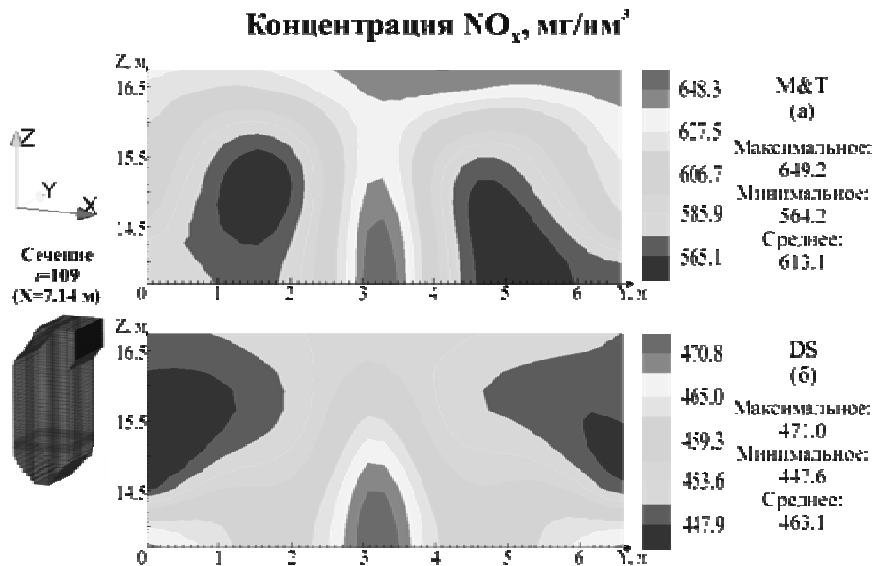 Концентрация NOx, мг/нм³
Z, м
16.5
15.5
14.5
0 1 2 3 4 5 6 Y, м
648.3
627.5
606.7
585.9
565.1
M&T
(а)
Максимальное:
649.2
Минимальное:
564.2
Среднее:
613.1
Z
Y
X
Сечение
=109
(X=7.14 м)
Z, м
16.5
15.5
14.5
0 1 2 3 4 5 6 Y, м
470.8
465.0
459.3
453.6
447.9
DS
(б)
Максимальное:
471.0
Минимальное:
447.6
Среднее:
463.1